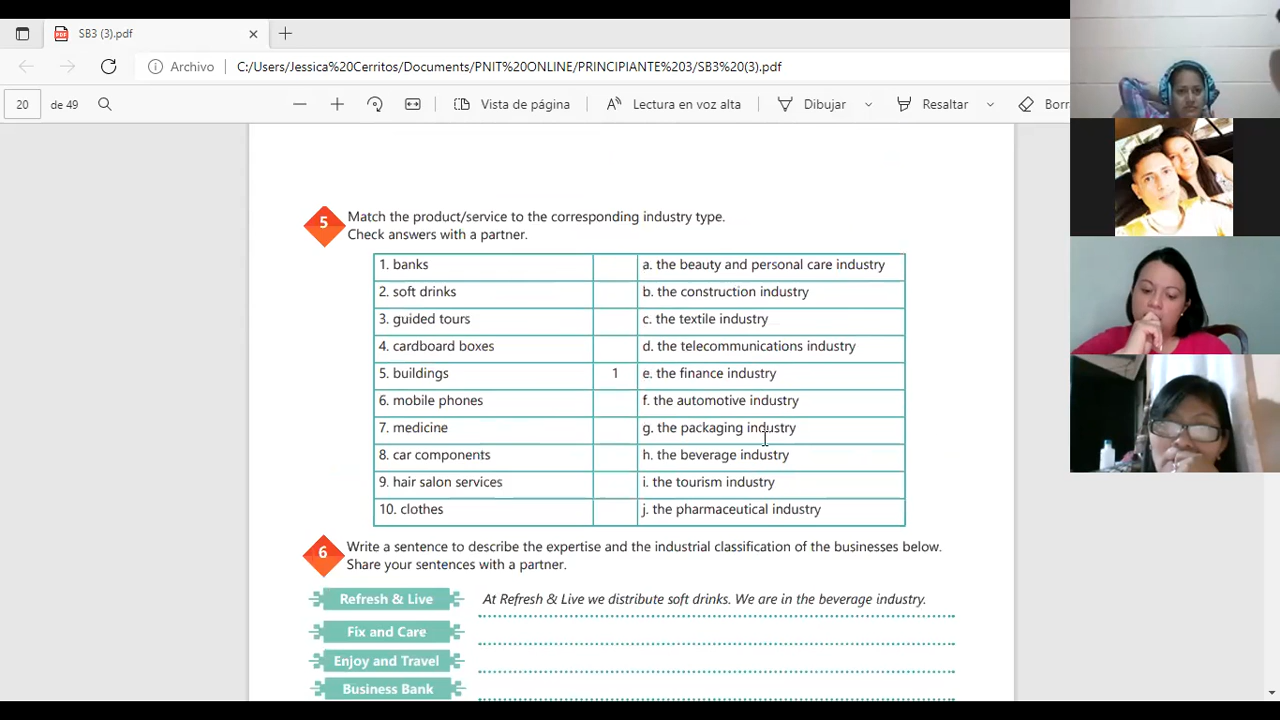 SB3 (3).pdf
Archivo C:/Users/Jessica%20Cerritos/Documents/PNIT%20ONLINE/PRINCIPIANTE%203/SB3%20(3).pdf
20 de 49 Vista de página Lectura en voz alta Dibujar Resaltar Borr
5 Match the product/service to the corresponding industry type.
Check answers with a partner.
1. banks a. the beauty and personal care industry
2. soft drinks b. the construction industry
3. guided tours c. the textile industry
4. cardboard boxes d. the telecommunications industry
5. buildings 1 e. the finance industry
6. mobile phones f. the automotive industry
7. medicine g. the packaging industry
8. car components h. the beverage industry
9. hair salon services i. the tourism industry
10. clothes j. the pharmaceutical industry
6 Write a sentence to describe the expertise and the industrial classification of the businesses below.
Share your sentences with a partner.
Refresh & Live At Refresh & Live we distribute soft drinks. We are in the beverage industry.
Fix and Care
Enjoy and Travel
Business Bank